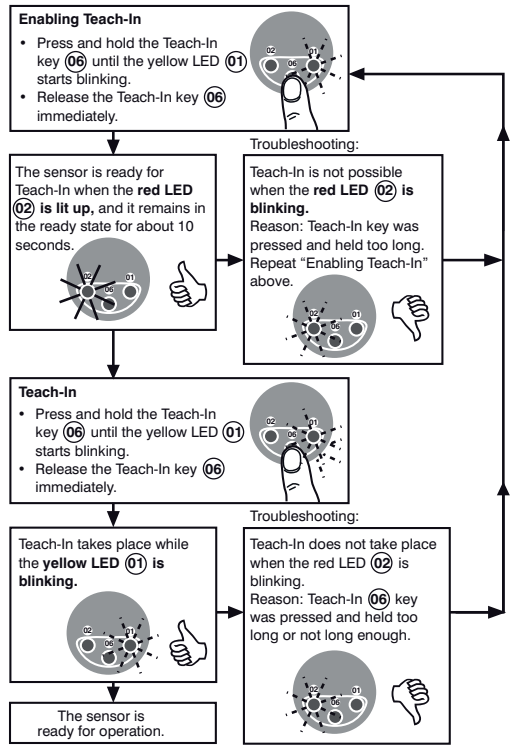 Enabling Teach-In
• Press and hold the Teach-In
key 06 until the yellow LED 01
starts blinking.
• Release the Teach-In key 06
immediately.
02 06 01
The sensor is ready for
Teach-In when the red LED
02 is lit up, and it remains in
the ready state for about 10
seconds.
02 06 01
Troubleshooting:
Teach-In is not possible
when the red LED 02 is
blinking.
Reason: Teach-In key was
pressed and held too long.
Repeat “Enabling Teach-In”
above.
02 06 01
Teach-In
• Press and hold the Teach-In
key 06 until the yellow LED 01
starts blinking.
• Release the Teach-In key 06
immediately.
02 06 01
Teach-In takes place while
the yellow LED 01 is
blinking.
02 06 01
Troubleshooting:
Teach-In does not take place
when the red LED 02 is
blinking.
Reason: Teach-In 06 key
was pressed and held too
long or not long enough.
02 06 01
The sensor is
ready for operation.